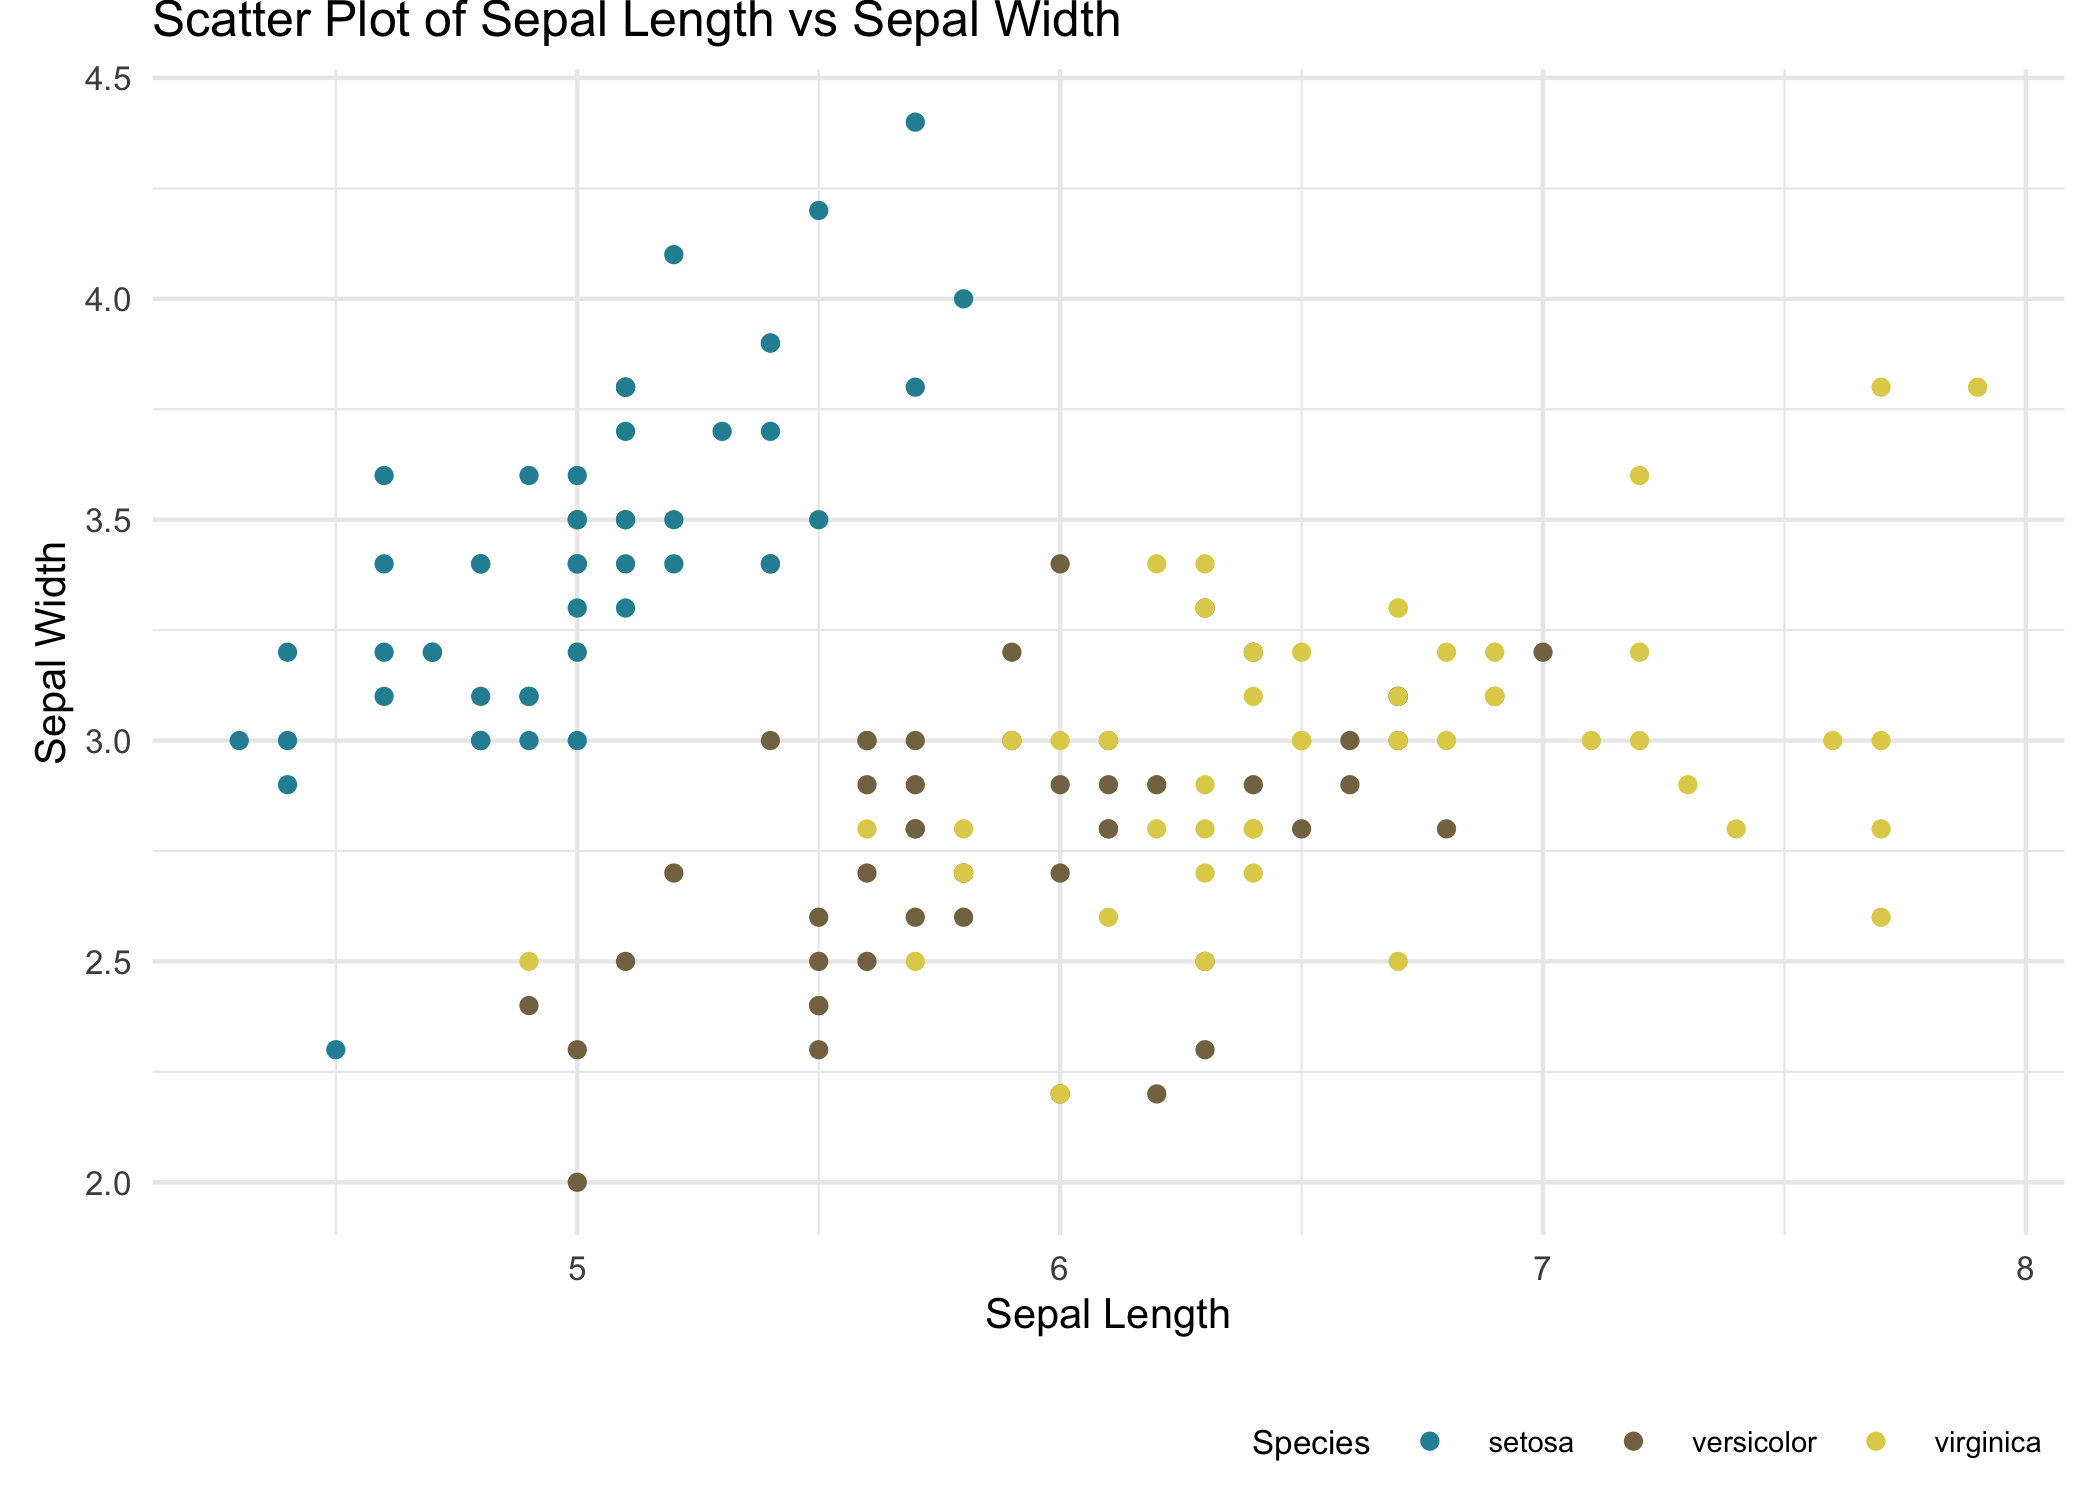 Scatter Plot of Sepal Length vs Sepal Width
4.5
4.0
3.5
3.0
2.5
2.0
Sepal Width
5 6 7 8
Sepal Length
Species setosa versicolor virginica